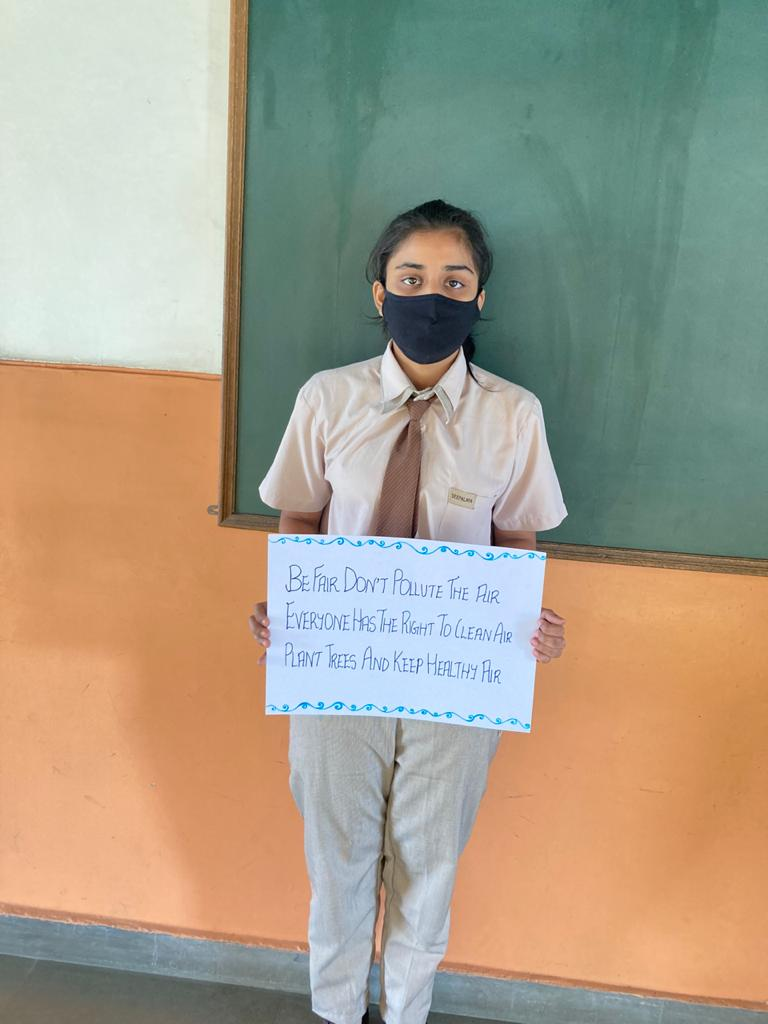 DEEPALAYA
BE FAIR DON'T POLLUTE THE AIR
EVERYONE HAS THE RIGHT TO CLEAN AIR
PLANT TREES AND KEEP HEALTHY AIR